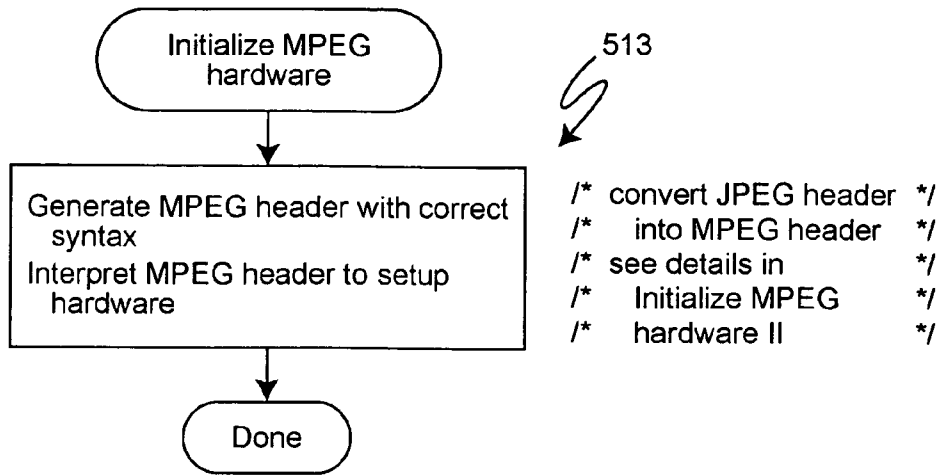 Initialize MPEG
hardware
513
Generate MPEG header with correct
syntax
Interpret MPEG header to setup
hardware
/* convert JPEG header */
/* into MPEG header */
/* see details in */
/* Initialize MPEG */
/* hardware II */
Done